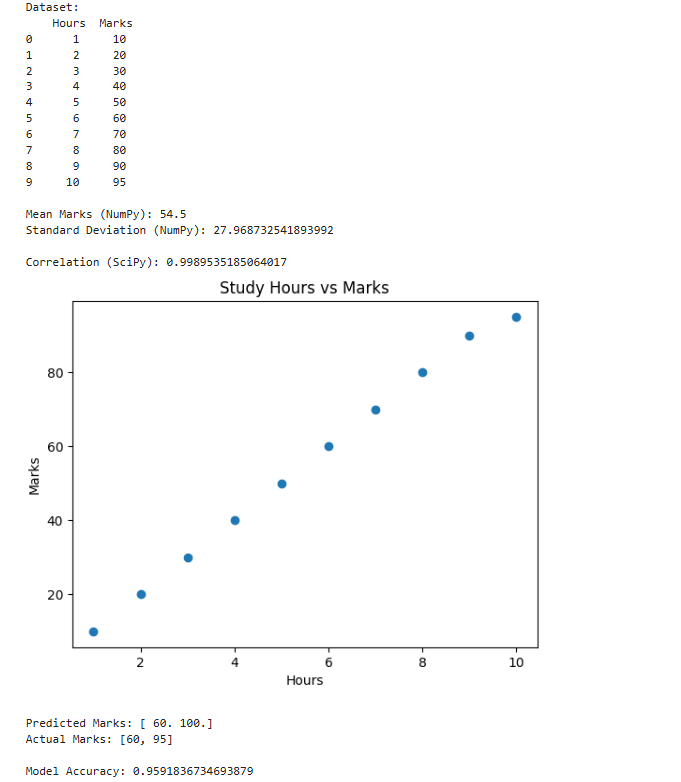 Dataset:
Hours Marks
0 1 10
1 2 20
2 3 30
3 4 40
4 5 50
5 6 60
6 7 70
7 8 80
8 9 90
9 10 95
Mean Marks (NumPy): 54.5
Standard Deviation (NumPy): 27.968732541893992
Correlation (SciPy): 0.9989535185064017
Study Hours vs Marks
80
60
40
20
Marks
2 4 6 8 10
Hours
Predicted Marks: [ 60. 100.]
Actual Marks: [60, 95]
Model Accuracy: 0.9591836734693879